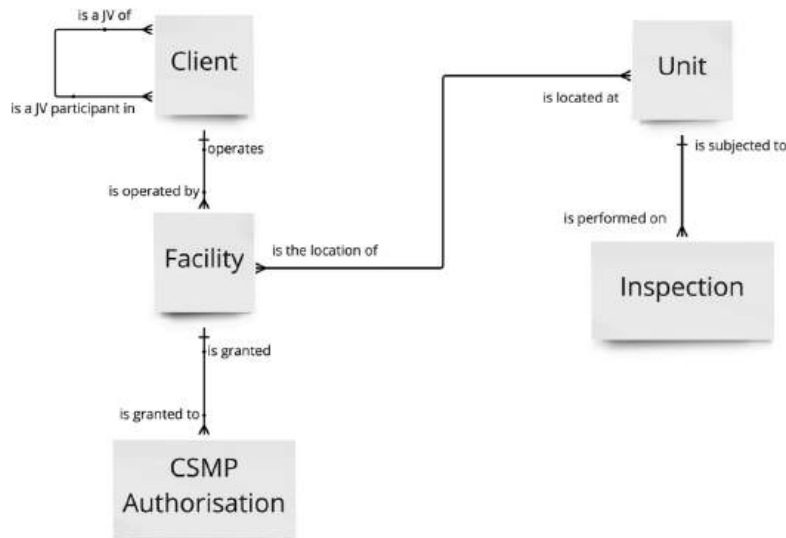 is a JV of
Client
Unit
is located at
is a JV participant in
operates
is subjected to
is operated by
is performed on
Facility
is the location of
Inspection
is granted
is granted to
CSMP
Authorisation